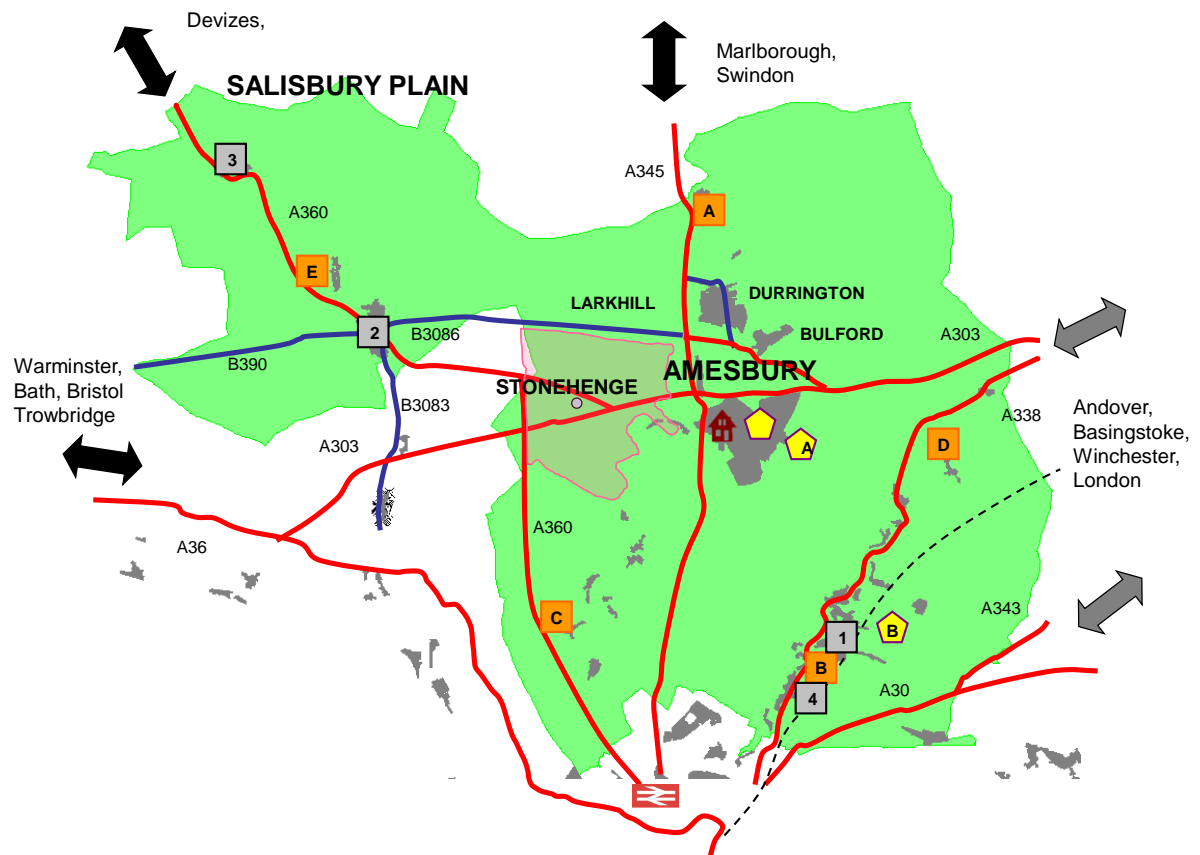 Devizes,
Marlborough,
Swindon
SALISBURY PLAIN
3
A345
A360
A
E
LARKHILL
DURRINGTON
2
B3086
BULFORD
A303
B390
Warminster,
Bath, Bristol
Trowbridge
STONEHENGE
AMESBURY
B3083
A338
Andover,
Basingstoke,
Winchester,
London
A303
D
A
A36
A360
C
A343
1
B
B
4
A30